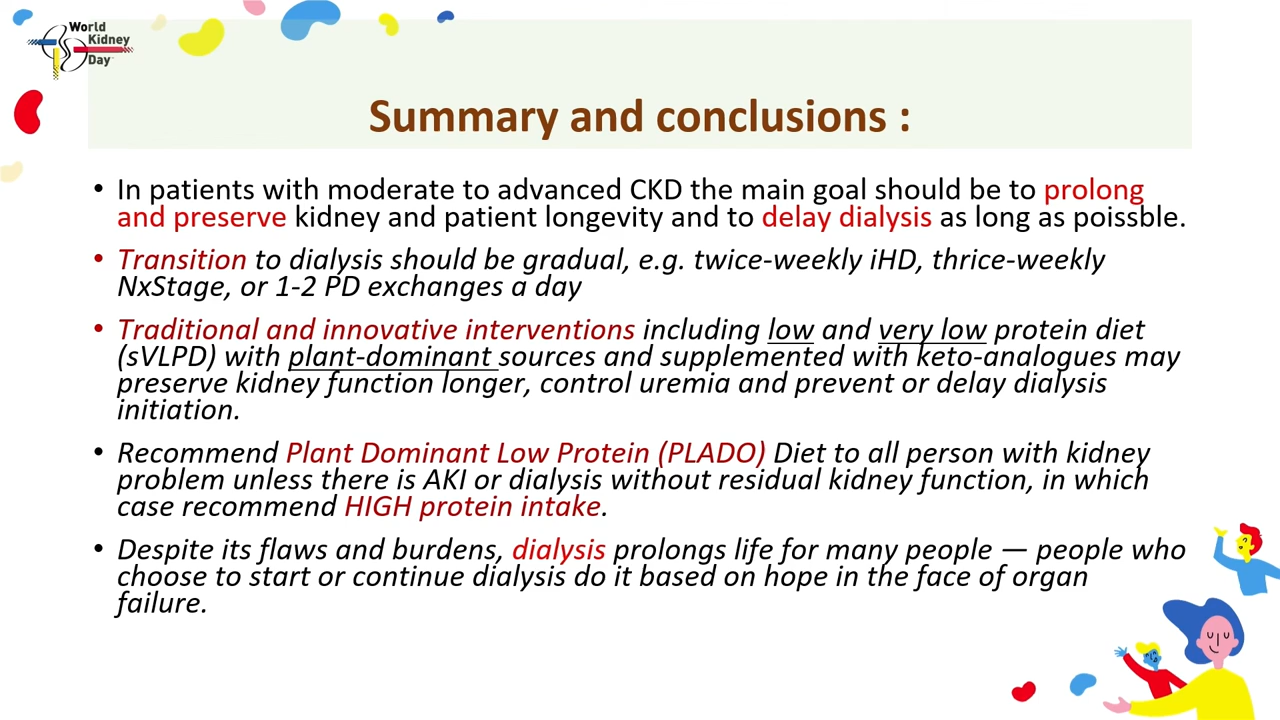 World
Kidney
Day
Summary and conclusions :
• In patients with moderate to advanced CKD the main goal should be to prolong
and preserve kidney and patient longevity and to delay dialysis as long as poissble.
• Transition to dialysis should be gradual, e.g. twice-weekly iHD, thrice-weekly
NxStage, or 1-2 PD exchanges a day
• Traditional and innovative interventions including low and very low protein diet
(sVLPD) with plant-dominant sources and supplemented with keto-analogues may
preserve kidney function longer, control uremia and prevent or delay dialysis
initiation.
• Recommend Plant Dominant Low Protein (PLADO) Diet to all person with kidney
problem unless there is AKI or dialysis without residual kidney function, in which
case recommend HIGH protein intake.
• Despite its flaws and burdens, dialysis prolongs life for many people — people who
choose to start or continue dialysis do it based on hope in the face of organ
failure.